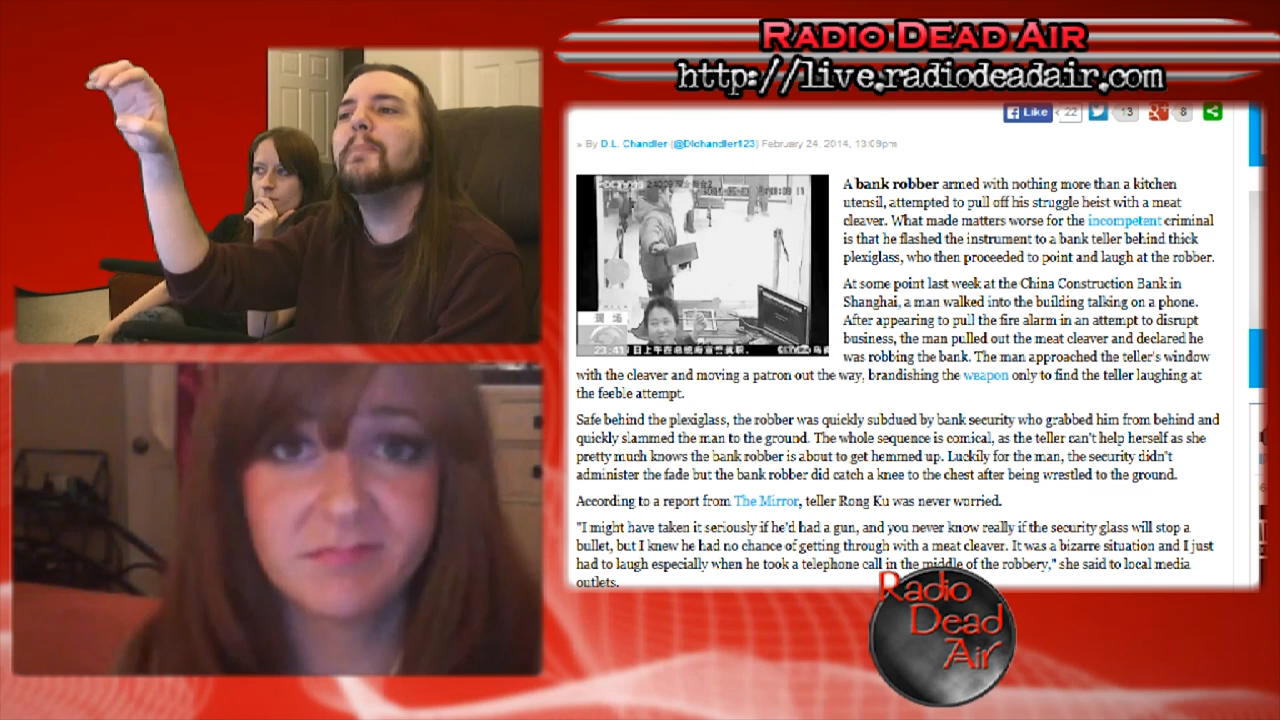 Radio Dead Air
http://live.radiodeadair.com
Like
22
13
8
» By D.L. Chandler (@Dlchandler123) February 24, 2014, 13:09pm
A bank robber armed with nothing more than a kitchen
utensil, attempted to pull off his struggle heist with a meat
cleaver. What made matters worse for the incompetent criminal
is that he flashed the instrument to a bank teller behind thick
plexiglass, who then proceeded to point and laugh at the robber.
At some point last week at the China Construction Bank in
Shanghai, a man walked into the building talking on a phone.
After appearing to pull the fire alarm in an attempt to disrupt
business, the man pulled out the meat cleaver and declared he
was robbing the bank. The man approached the teller's window
with the cleaver and moving a patron out the way, brandishing the weapon only to find the teller laughing at
the feeble attempt.
Safe behind the plexiglass, the robber was quickly subdued by bank security who grabbed him from behind and
quickly slammed the man to the ground. The whole sequence is comical, as the teller can't help herself as she
pretty much knows the bank robber is about to get hemmed up. Luckily for the man, the security didn't
administer the fade but the bank robber did catch a knee to the chest after being wrestled to the ground.
According to a report from The Mirror, teller Rong Ku was never worried.
"I might have taken it seriously if he'd had a gun, and you never know really if the security glass will stop a
bullet, but I knew he had no chance of getting through with a meat cleaver. It was a bizarre situation and I just
had to laugh especially when he took a telephone call in the middle of the robbery," she said to local media
outlets.
现 场
Radio
Dead
Air